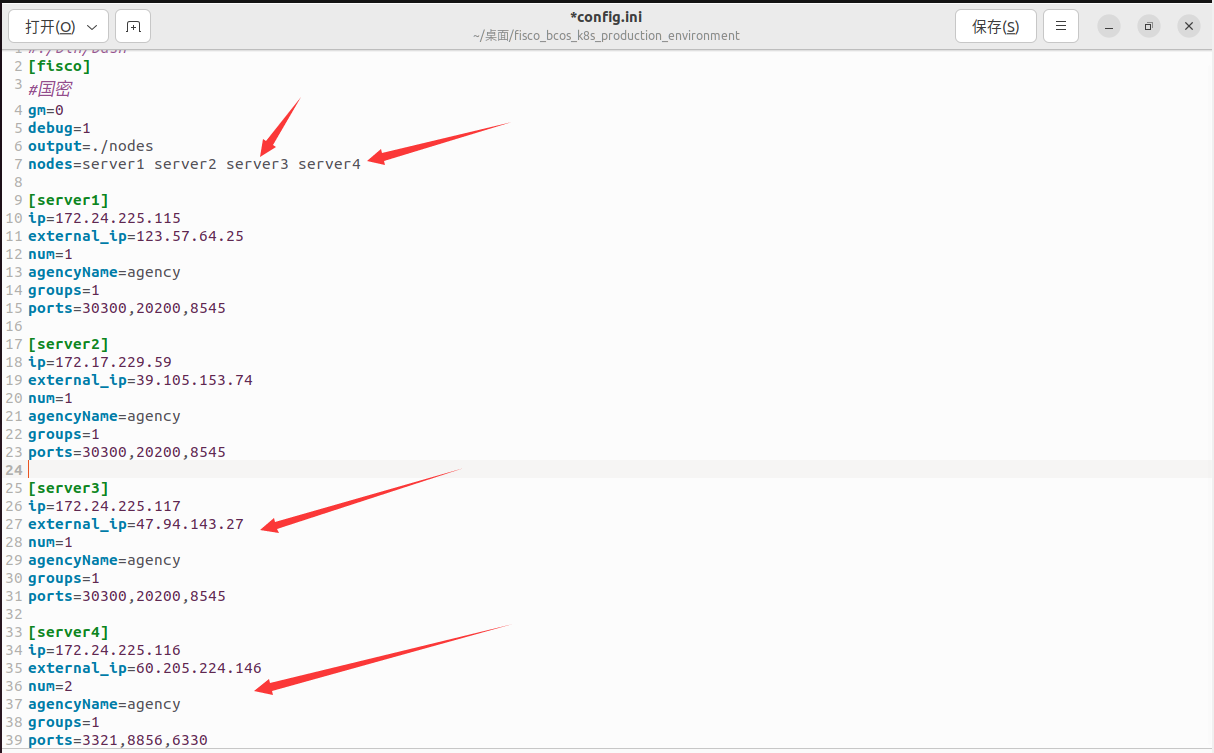 打开(O)
*config.ini
~/桌面/fisco_bcos_k8s_production_environment
保存(S)
2 [fisco]
3 #国密
4 gm=0
5 debug=1
6 output=./nodes
7 nodes=server1 server2 server3 server4
8
9 [server1]
10 ip=172.24.225.115
11 external_ip=123.57.64.25
12 num=1
13 agencyName=agency
14 groups=1
15 ports=30300,20200,8545
16
17 [server2]
18 ip=172.17.229.59
19 external_ip=39.105.153.74
20 num=1
21 agencyName=agency
22 groups=1
23 ports=30300,20200,8545
24
25 [server3]
26 ip=172.24.225.117
27 external_ip=47.94.143.27
28 num=1
29 agencyName=agency
30 groups=1
31 ports=30300,20200,8545
32
33 [server4]
34 ip=172.24.225.116
35 external_ip=60.205.224.146
36 num=2
37 agencyName=agency
38 groups=1
39 ports=3321,8856,6330